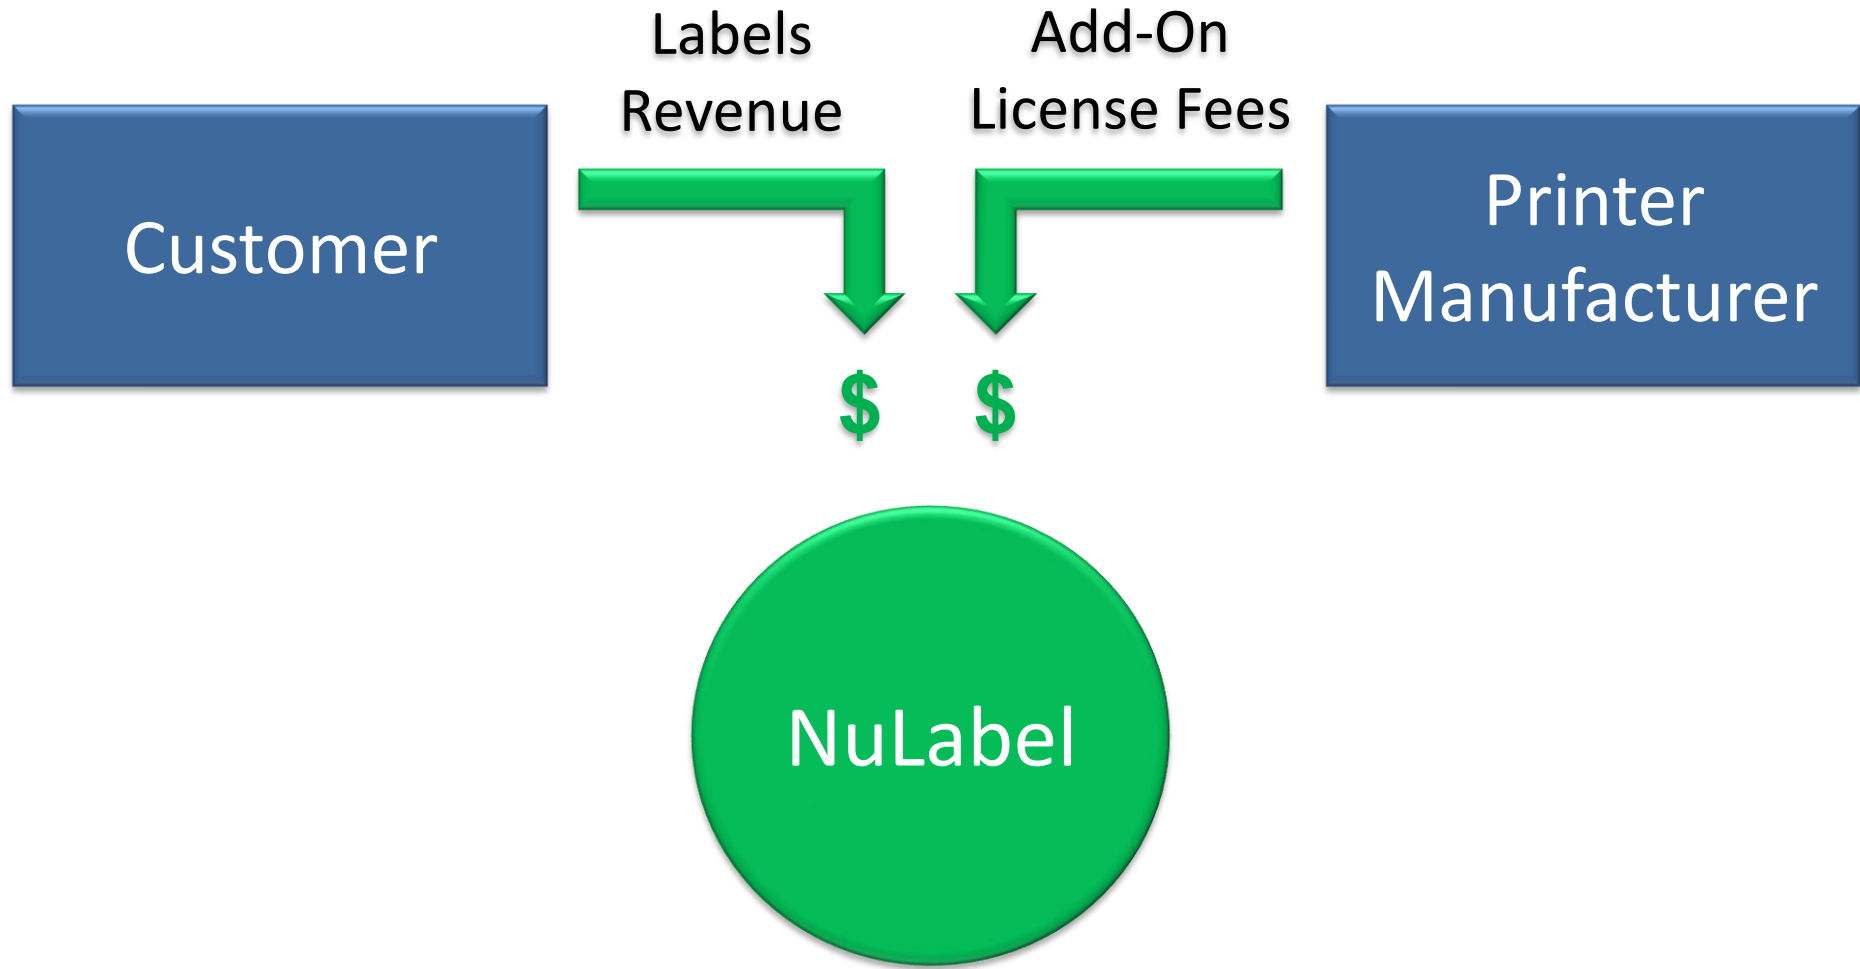 Labels
Revenue
Add-On
License Fees
Customer
Printer
Manufacturer
$ $
NuLabel